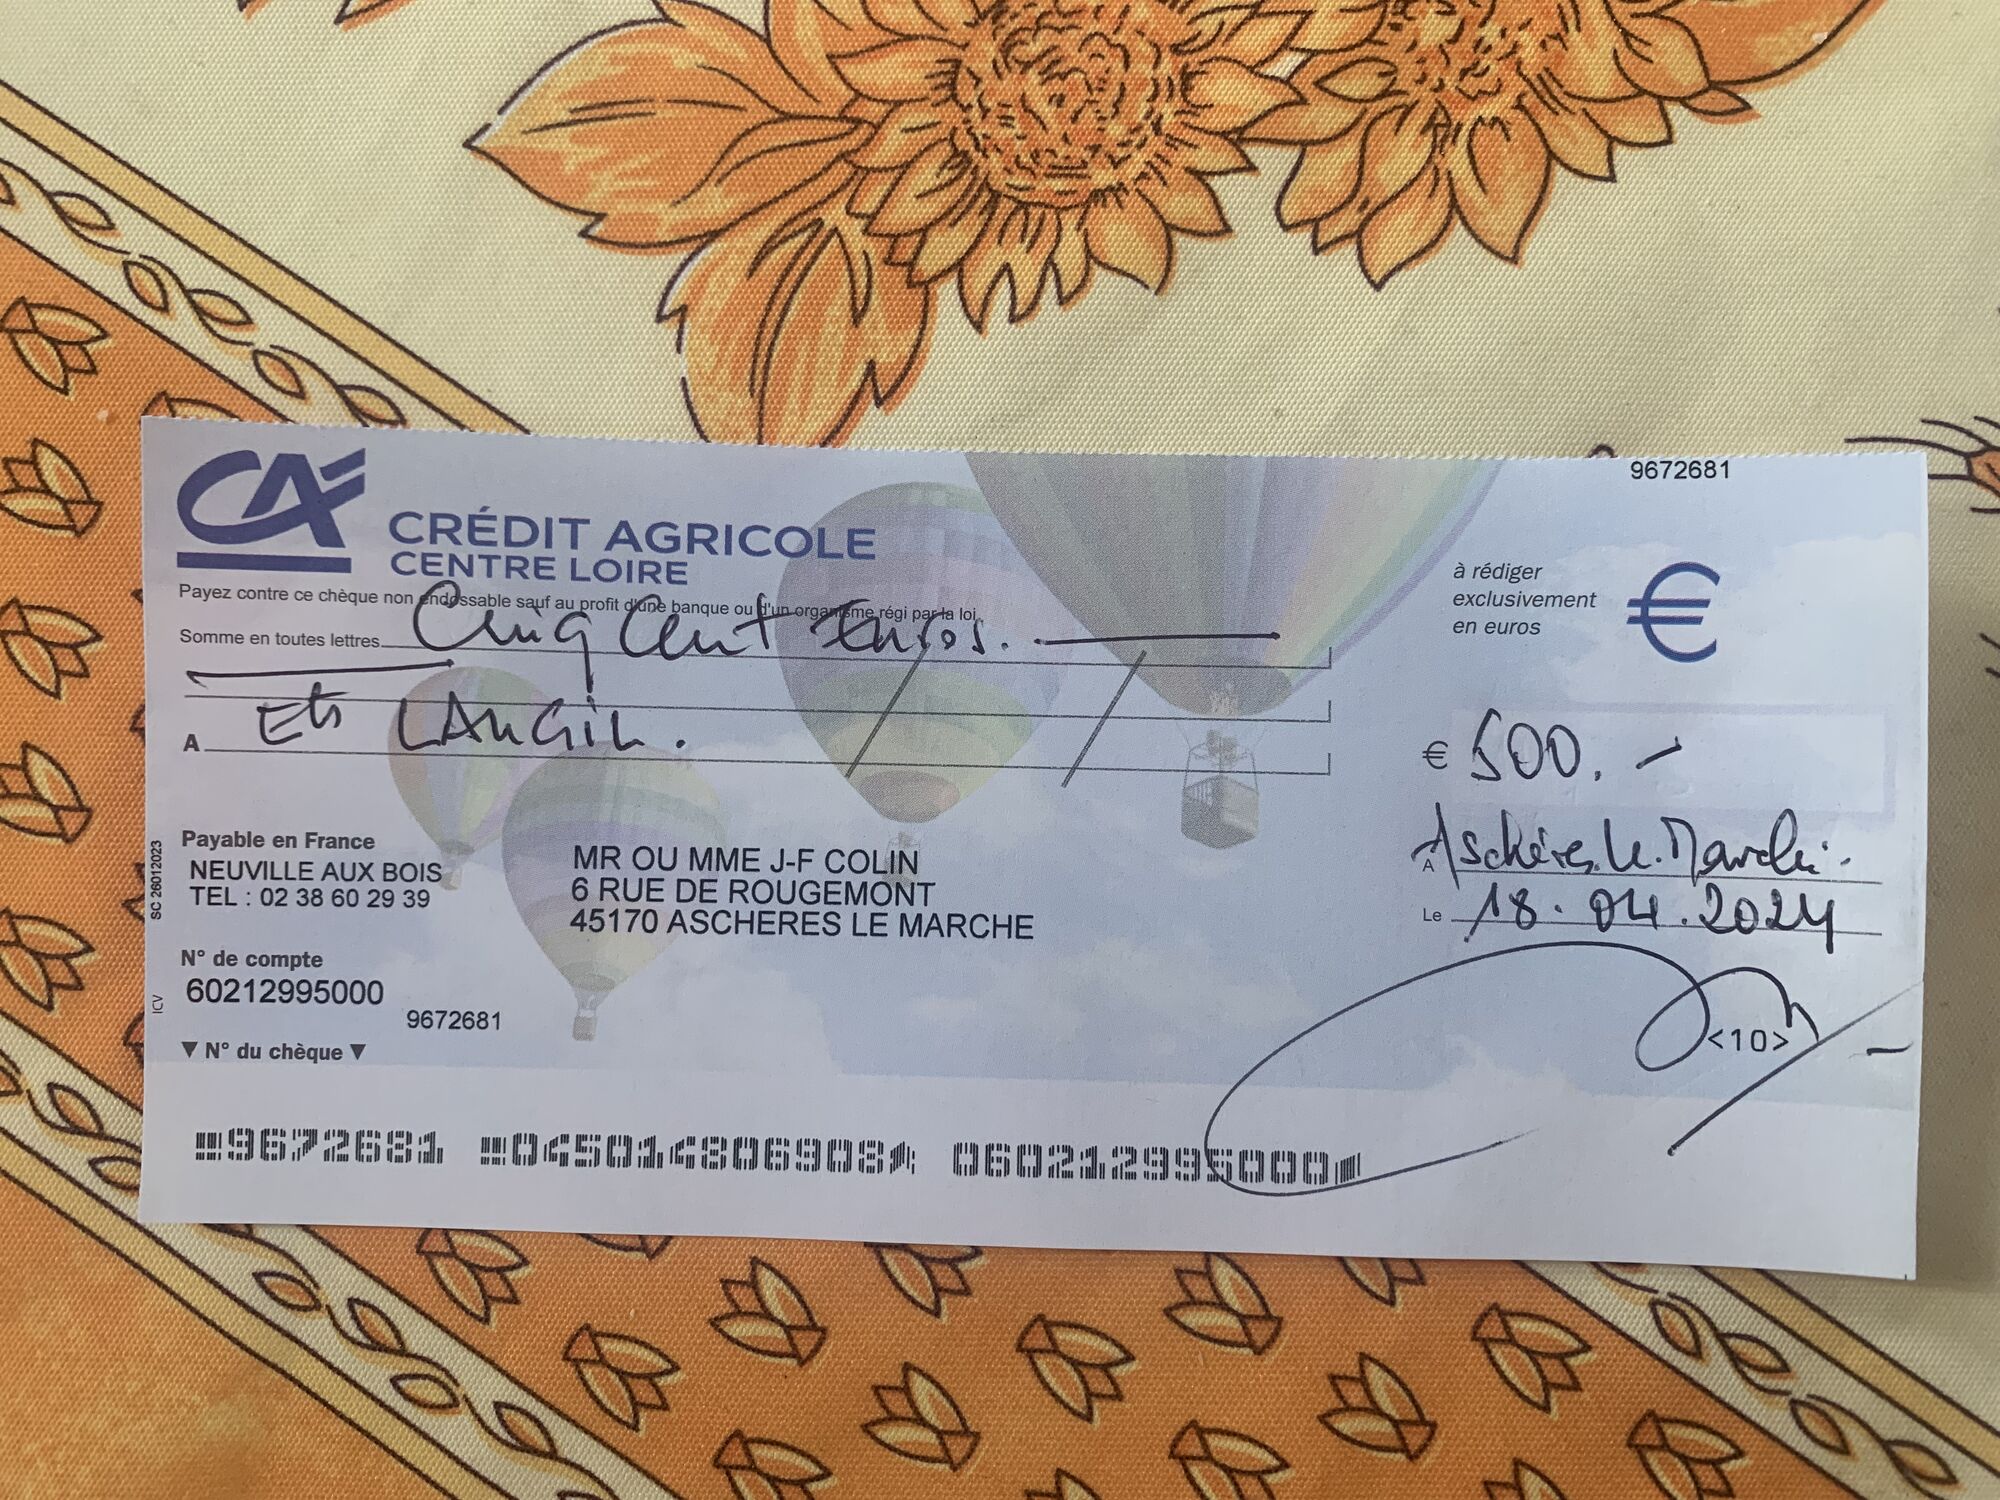 CA
CRÉDIT AGRICOLE
CENTRE LOIRE
9672681
Payez contre ce chèque non endossable sauf au profit d'une banque ou d'un organisme régi par la loi
à rédiger
exclusivement
en euros
€
Somme en toutes lettres Cinq Cent Euros.
A Ets LANGIN.
€ 500. -
A Aschères. le. Marché.
Le 18. 04. 2024
Payable en France
NEUVILLE AUX BOIS
TEL : 02 38 60 29 39
MR OU MME J-F COLIN
6 RUE DE ROUGEMONT
45170 ASCHERES LE MARCHE
SC 26012023
ICV
N° de compte
60212995000
9672681
▼ N° du chèque ▼
<10>
9672681 045014806908 060212995000